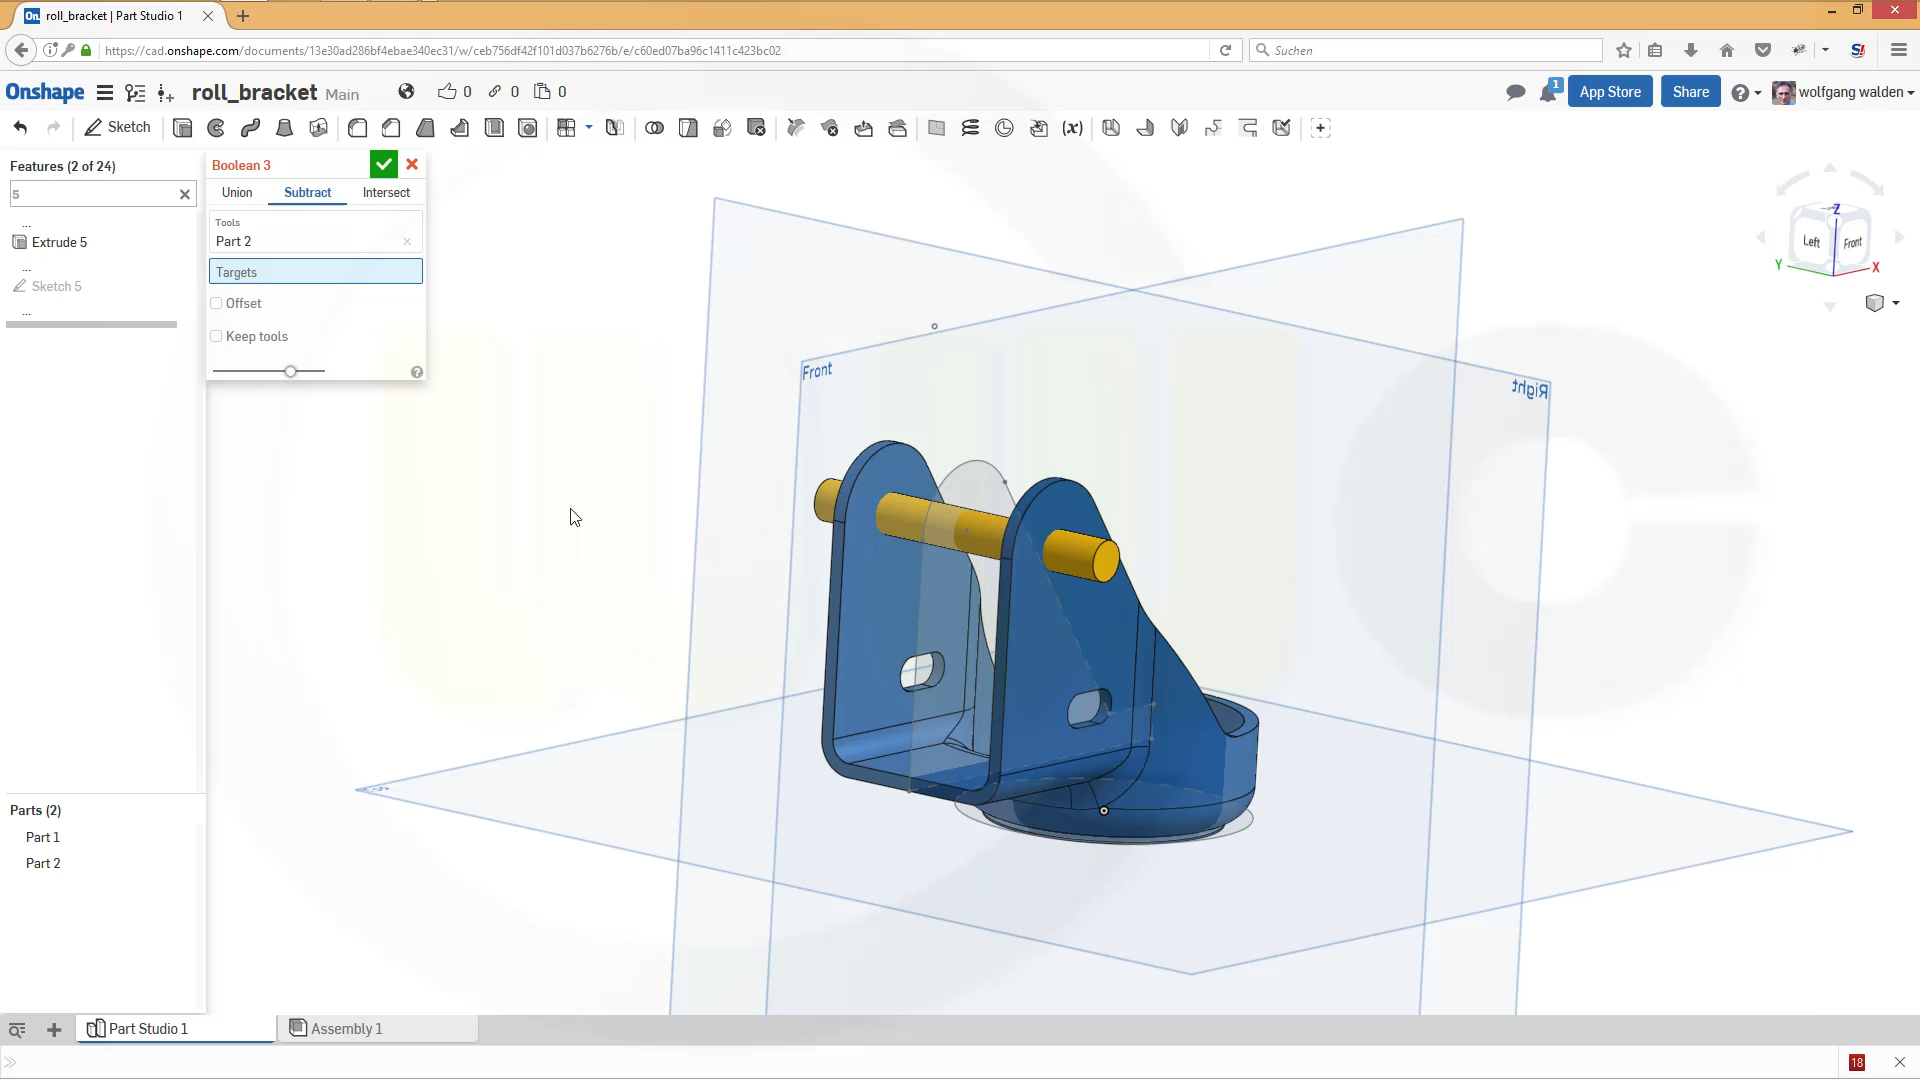 On roll_bracket | Part Studio 1
https://cad.onshape.com/documents/13e30ad286bf4ebae340ec31/w/ceb756df42f101d037b6276b/e/c60ed07ba96c1411c423bc02
Suchen
S!
Onshape roll_bracket Main 0 0 0
1 App Store Share wolfgang walden
Sketch
(x)
Features (2 of 24)
5
...
Extrude 5
...
Sketch 5
...
Boolean 3
Union Subtract Intersect
Tools
Part 2
Targets
Offset
Keep tools
Front
Right
Z
Left Front
Y X
Parts (2)
Part 1
Part 2
Part Studio 1 Assembly 1
18